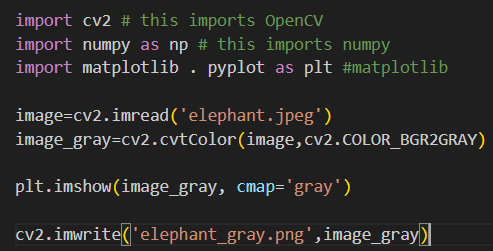 import cv2 # this imports OpenCV
import numpy as np # this imports numpy
import matplotlib . pyplot as plt #matplotlib
image=cv2.imread('elephant.jpeg')
image_gray=cv2.cvtColor(image,cv2.COLOR_BGR2GRAY)
plt.imshow(image_gray, cmap='gray')
cv2.imwrite('elephant_gray.png',image_gray)